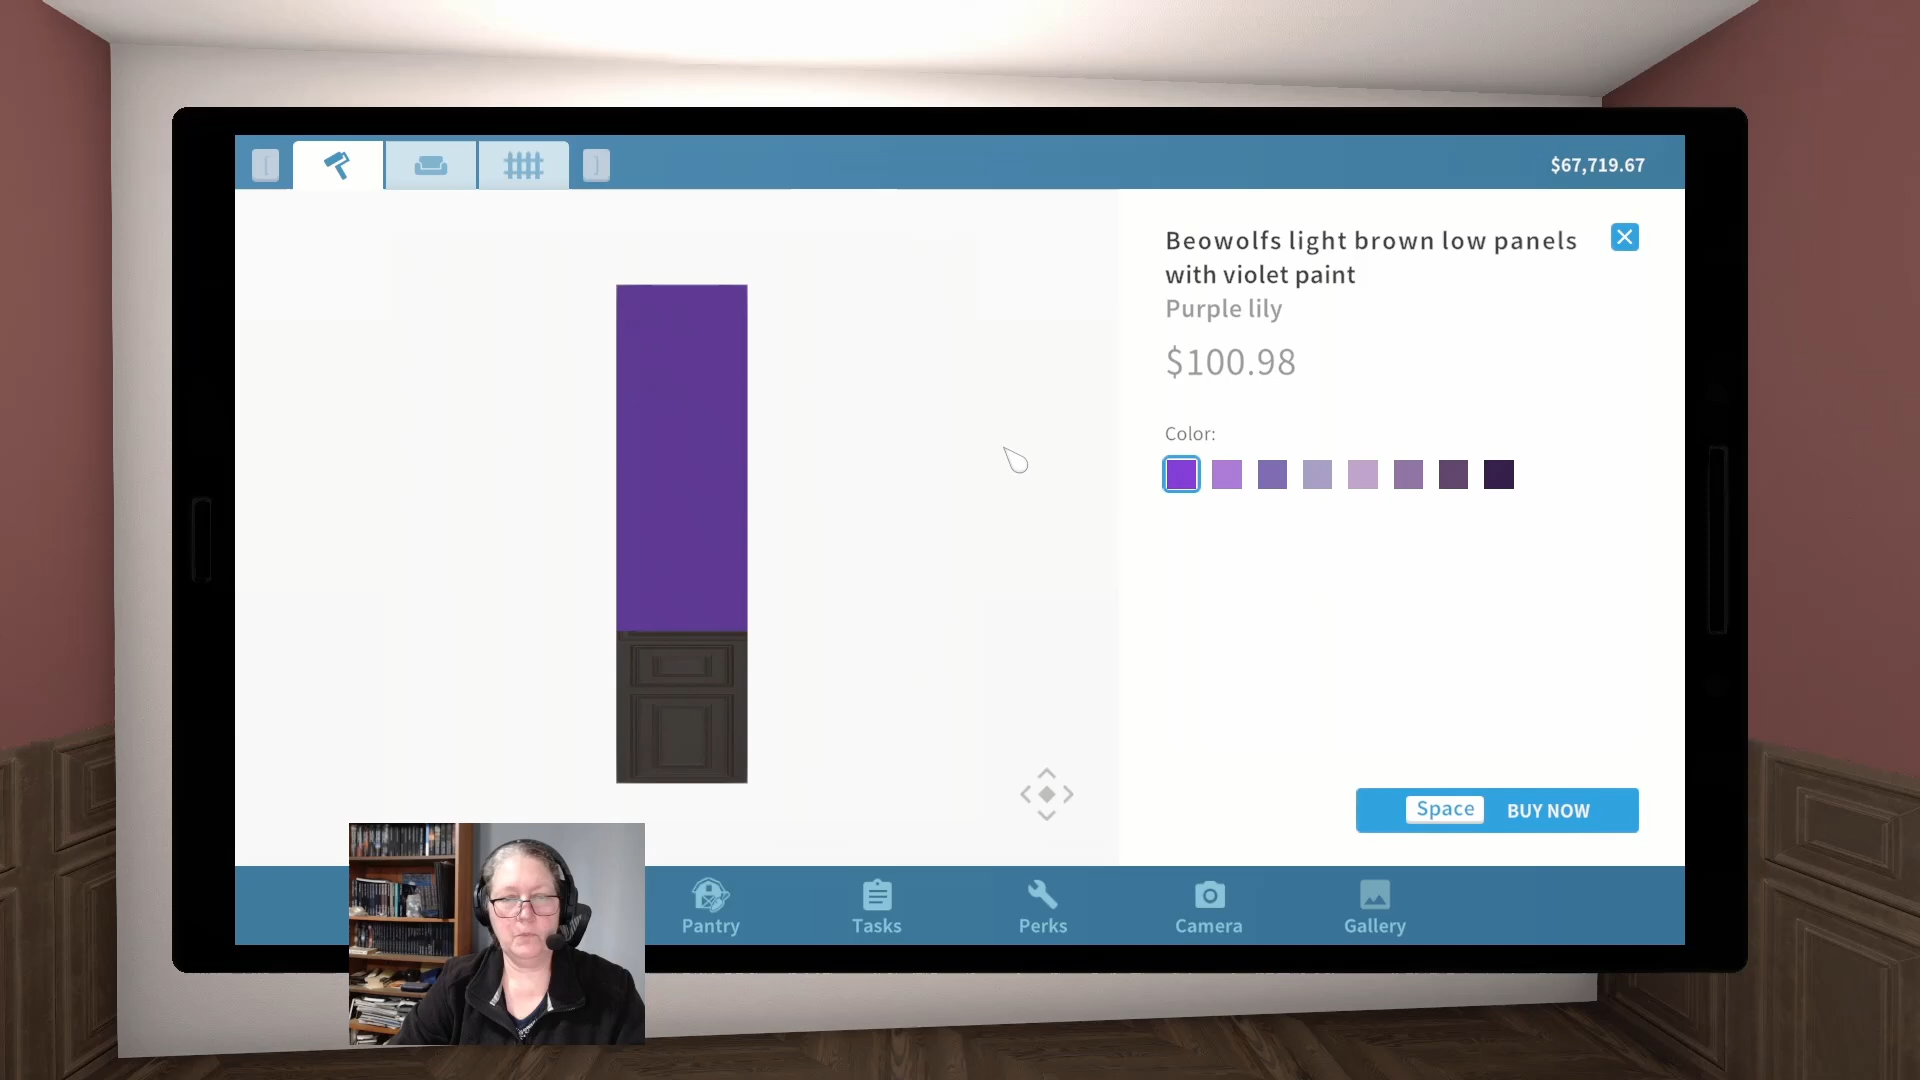 [
]
$67,719.67
Beowolfs light brown low panels
with violet paint
Purple lily
$100.98
Color:
Space BUY NOW
Pantry
Tasks
Perks
Camera
Gallery